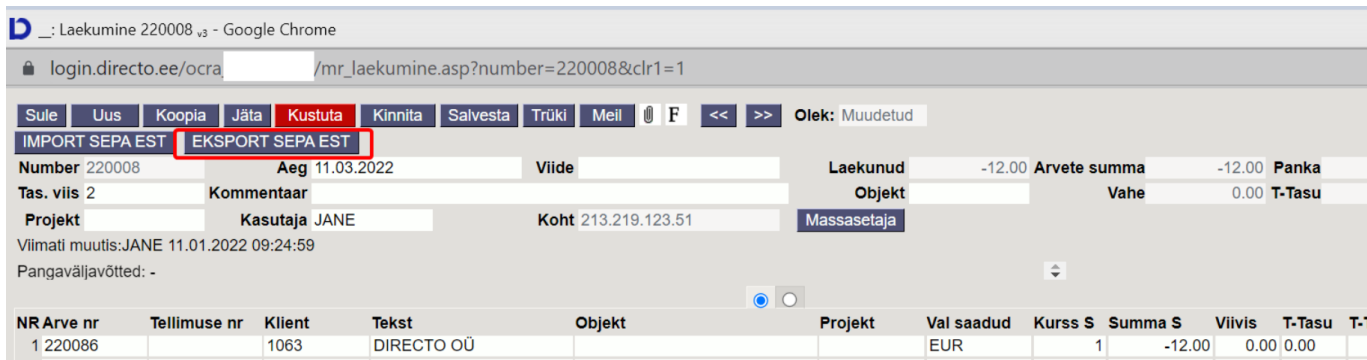 _: Laekumine 220008 v3 - Google Chrome
login.directo.ee/ocra /mr_laekumine.asp?number=220008&clr1=1
Sule Uus Koopia Jäta Kustuta Kinnita Salvesta Trüki Meil F << >> Olek: Muudetud
IMPORT SEPA EST EKSPORT SEPA EST
Number 220008 Aeg 11.03.2022 Viide Laekunud -12.00 Arvete summa -12.00 Panka
Tas. viis 2 Kommentaar Objekt Vahe 0.00 T-Tasu
Projekt Kasutaja JANE Koht 213.219.123.51 Massasetaja
Viimati muutis:JANE 11.01.2022 09:24:59
Pangaväljavõtted: -
NR Arve nr Tellimuse nr Klient Tekst Objekt Projekt Val saadud Kurss S Summa S Viivis T-Tasu
1 220086 1063 DIRECTO OÜ EUR 1 -12.00 0.00 0.00